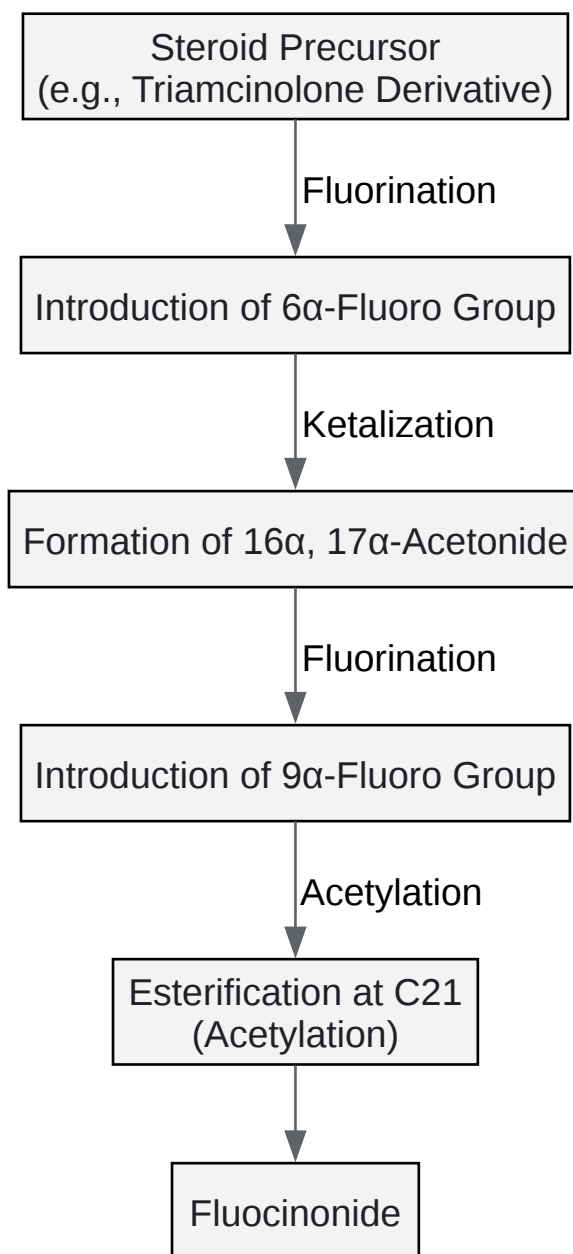 Steroid Precursor
(e.g., Triamcinolone Derivative)
Fluorination
Introduction of 6α-Fluoro Group
Ketalization
Formation of 16α, 17α-Acetonide
Fluorination
Introduction of 9α-Fluoro Group
Acetylation
Esterification at C21
(Acetylation)
Fluocinonide